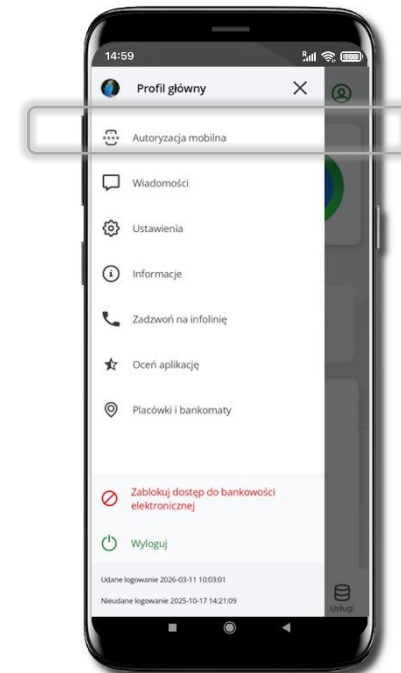 14:59
Profil główny
Autoryzacja mobilna
Wiadomości
Ustawienia
Informacje
Zadzwoń na infolinię
Oceń aplikację
Placówki i bankomaty
Zablokuj dostęp do bankowości
elektronicznej
Wyloguj
Udane logowanie 2026-03-11 10:03:01
Nieudane logowanie 2025-10-17 14:21:09
Usługi